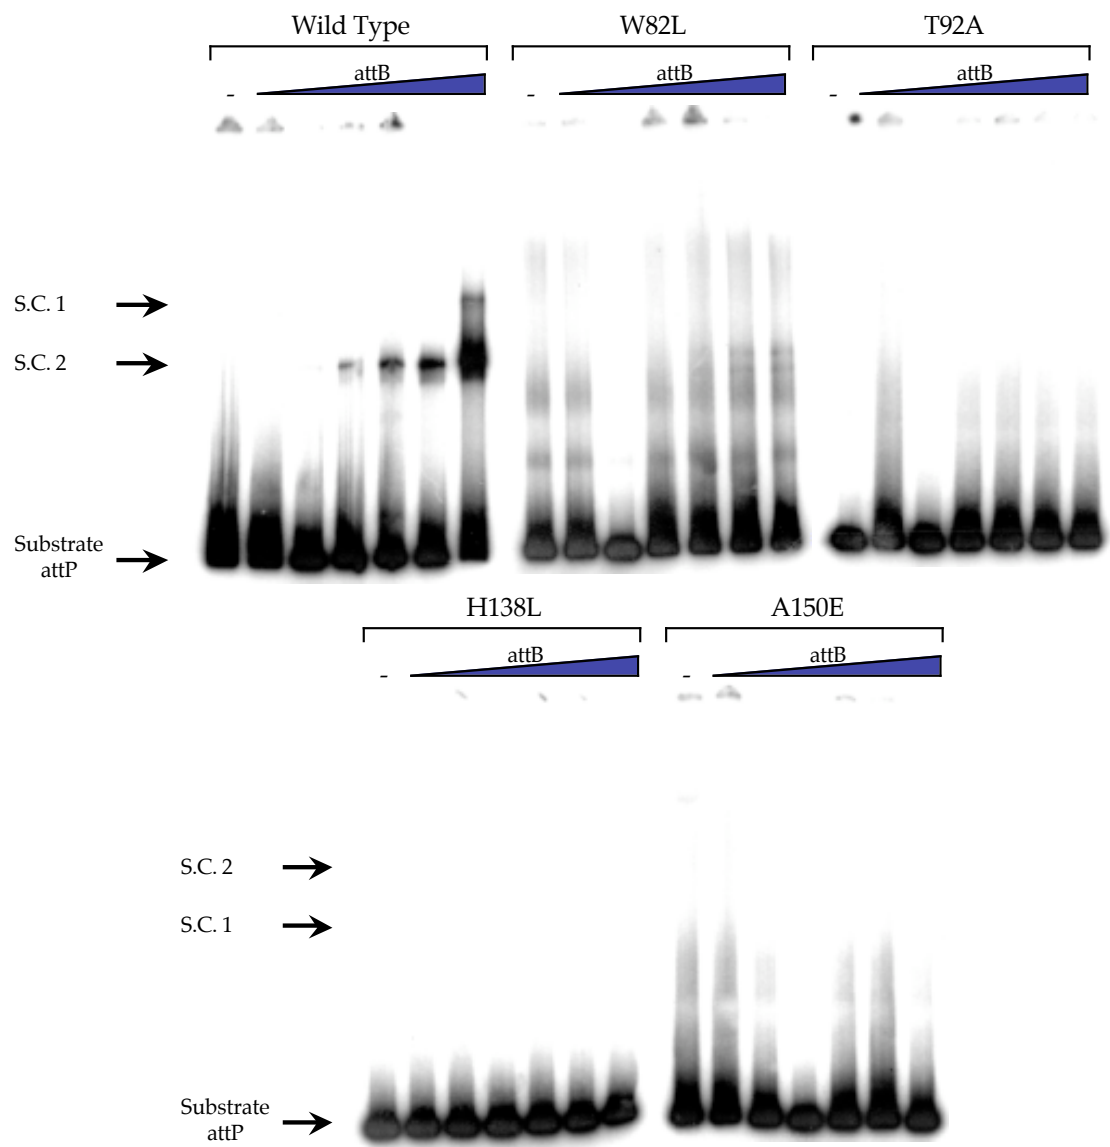 Wild Type
W82L
T92A
attB
attB
attB
-
-
-
S.C. 1
S.C. 2
Substrate
attP
H138L
A150E
attB
attB
-
-
S.C. 2
S.C. 1
Substrate
attP